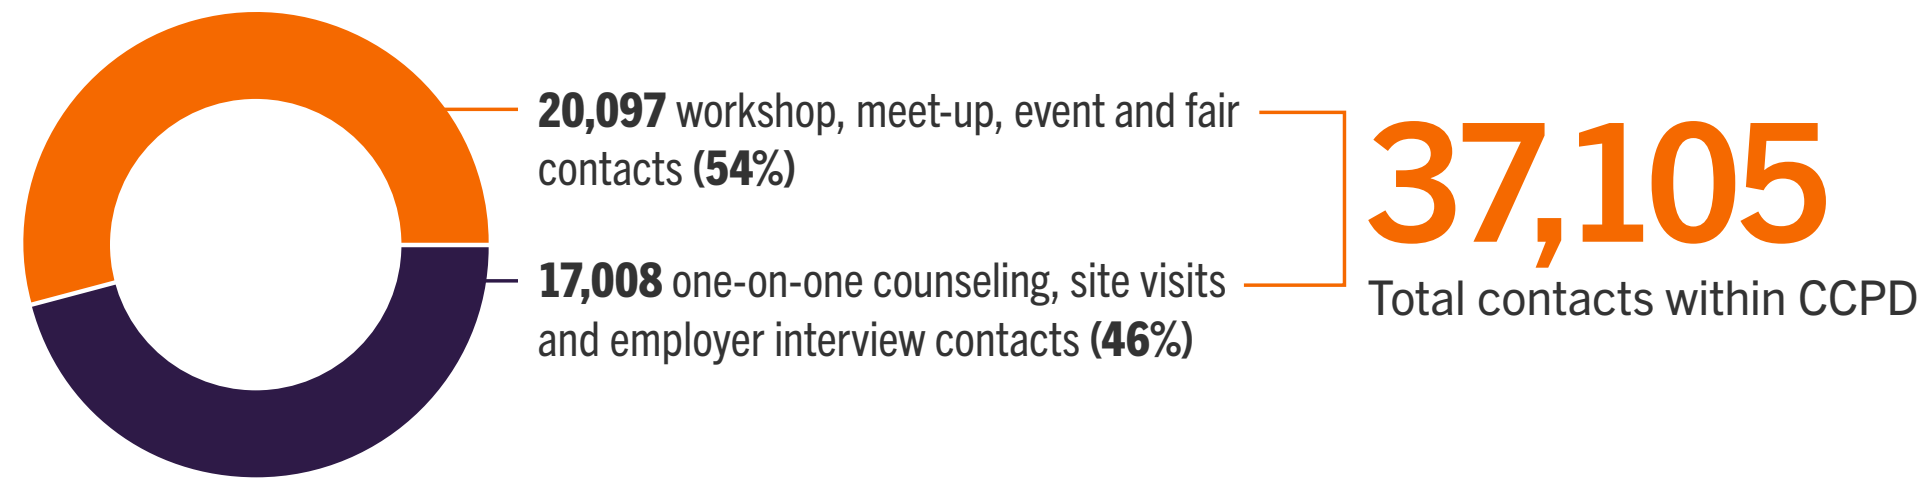 20,097 workshop, meet-up, event and fair
contacts (54%)
17,008 one-on-one counseling, site visits
and employer interview contacts (46%)
37,105
Total contacts within CCPD